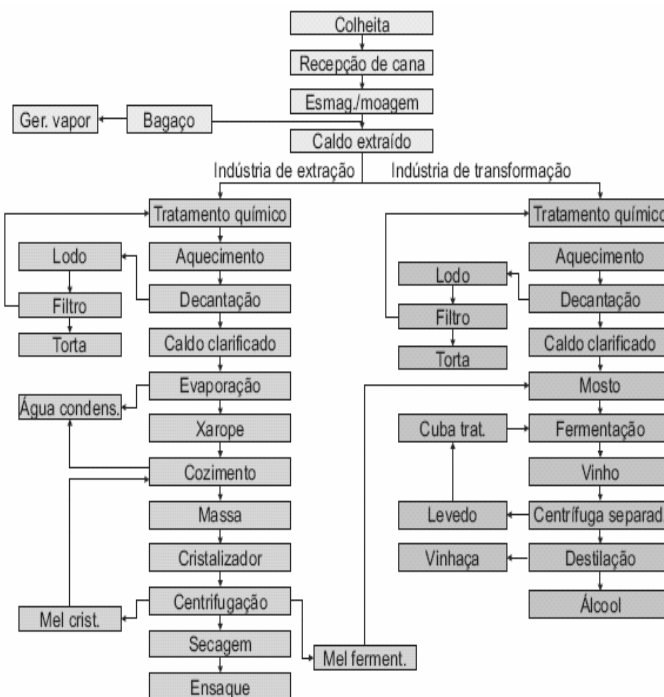 Colheita
Recepção de cana
Esmag./moagem
Ger. vapor
Bagaço
Caldo extraído
Indústria de extração
Indústria de transformação
Tratamento químico
Tratamento químico
Lodo
Aquecimento
Aquecimento
Lodo
Filtro
Decantação
Decantação
Filtro
Torta
Caldo clarificado
Caldo clarificado
Torta
Evaporação
Mosto
Água condens.
Xarope
Cuba trat.
Fermentação
Cozimento
Vinho
Massa
Levedo
Centrífuga separad.
Cristalizador
Vinhaça
Destilação
Centrifugação
Álcool
Mel crist.
Secagem
Mel ferment.
Ensaque